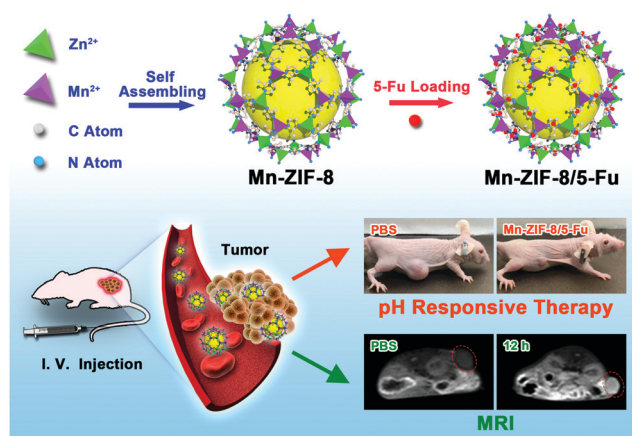 Zn2+
Mn2+
C Atom
N Atom
Self
Assembling
Mn-ZIF-8
5-Fu Loading
Mn-ZIF-8/5-Fu
Tumor
I. V. Injection
PBS
Mn-ZIF-8/5-Fu
pH Responsive Therapy
PBS
12 h
MRI